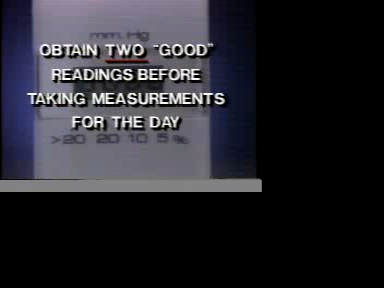 mm.Hg
OBTAIN TWO "GOOD"
READINGS BEFORE
TAKING MEASUREMENTS
FOR THE DAY
>20 20 10 5 %